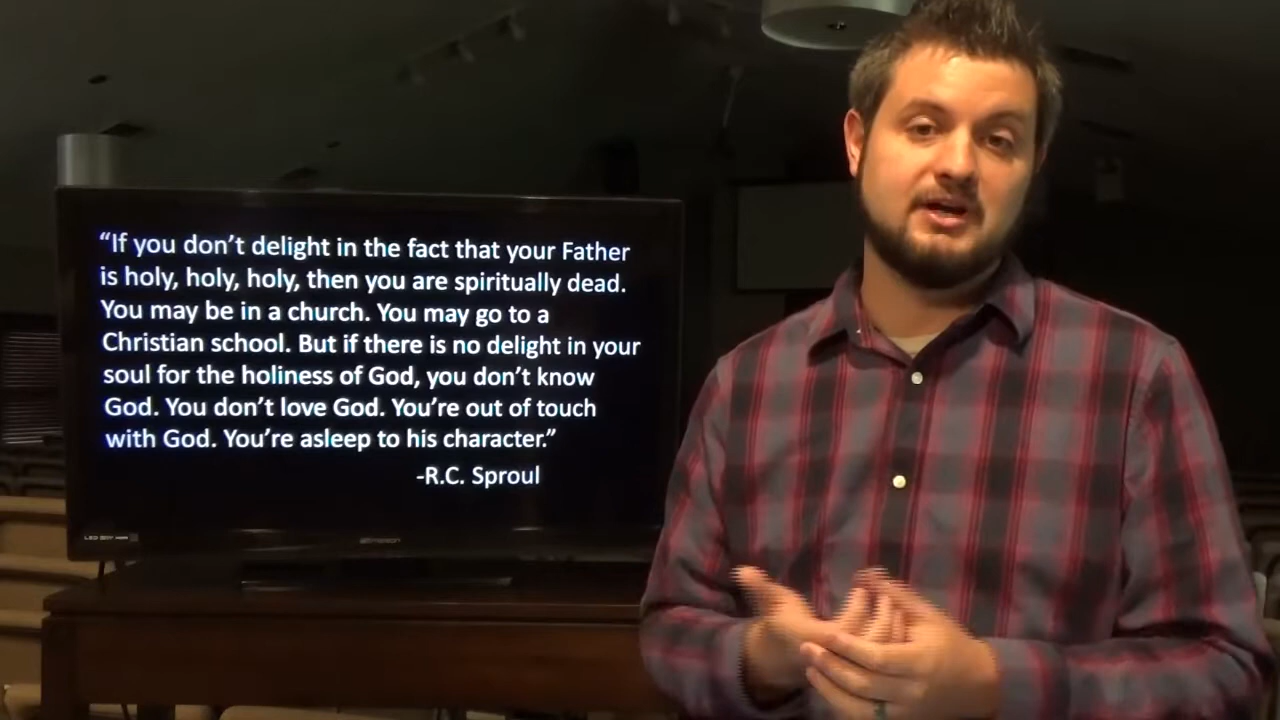 “If you don’t delight in the fact that your Father
is holy, holy, holy, then you are spiritually dead.
You may be in a church. You may go to a
Christian school. But if there is no delight in your
soul for the holiness of God, you don’t know
God. You don’t love God. You’re out of touch
with God. You’re asleep to his character.”
-R.C. Sproul